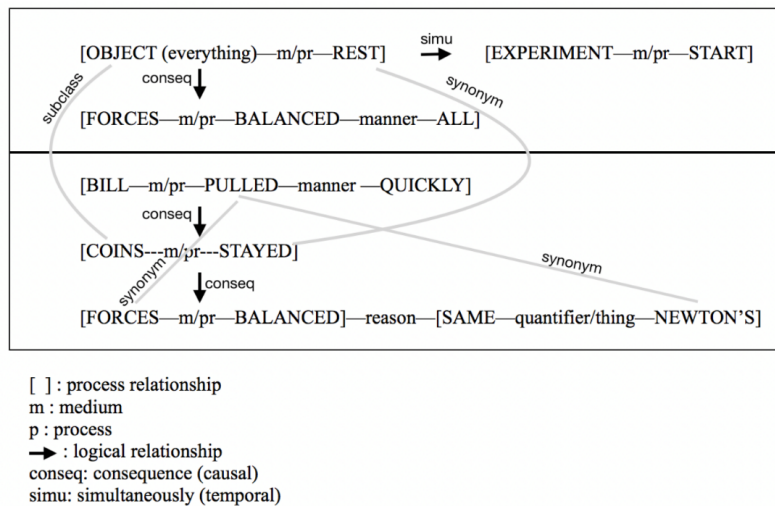 [OBJECT (everything)—m/pr—REST] simu [EXPERIMENT—m/pr—START]
subclass
conseq
synonym
[FORCES—m/pr—BALANCED—manner—ALL]
[BILL—m/pr—PULLED—manner —QUICKLY]
conseq
[COINS---m/pr---STAYED]
synonym
conseq
synonym
[FORCES—m/pr—BALANCED]—reason—[SAME—quantifier/thing—NEWTON'S]
[ ] : process relationship
m : medium
p : process
: logical relationship
conseq: consequence (causal)
simu: simultaneously (temporal)